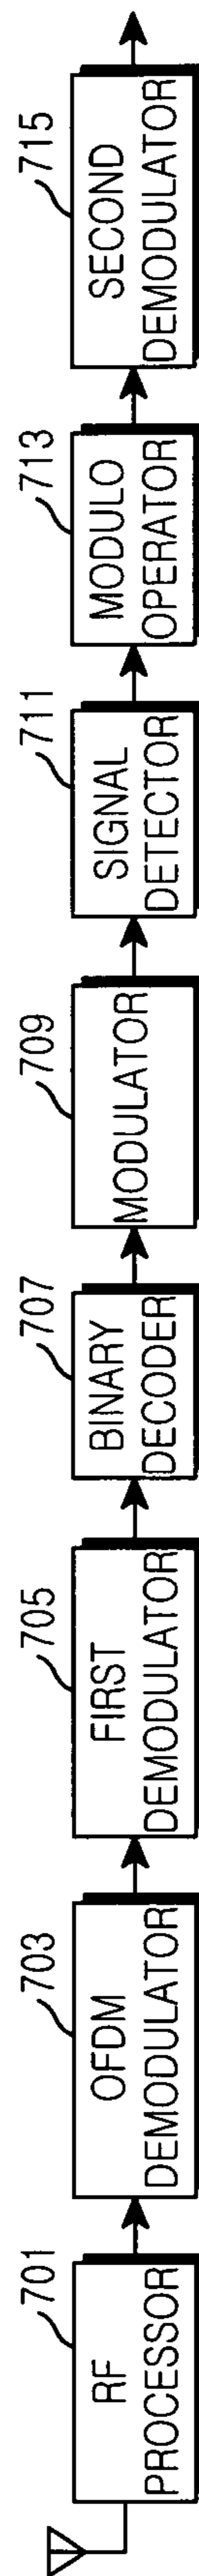 701
RF
PROCESSOR
703
OFDM
DEMODULATOR
705
FIRST
DEMODULATOR
707
BINARY
DECODER
709
MODULATOR
711
SIGNAL
DETECTOR
713
MODULO
OPERATOR
715
SECOND
DEMODULATOR